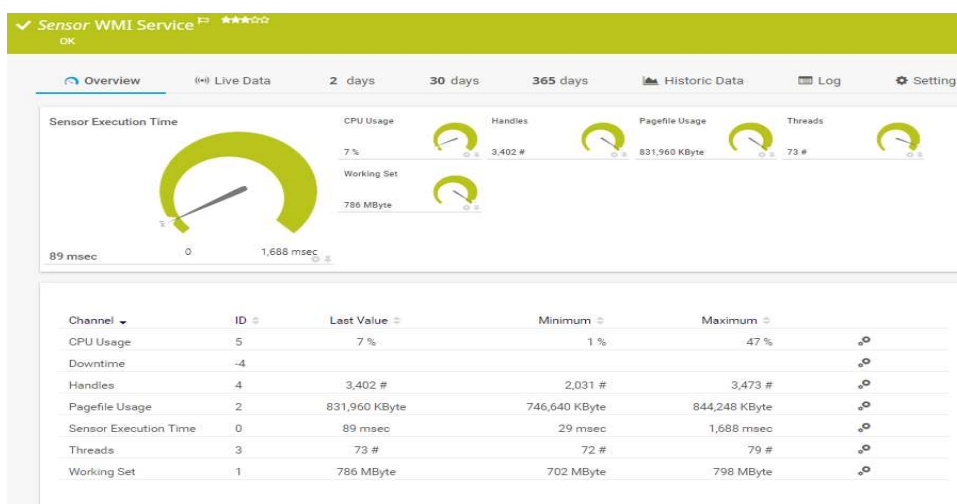 Sensor WMI Service
OK
Overview Live Data 2 days 30 days 365 days Historic Data Log Setting
Sensor Execution Time
89 msec
0
1,688 msec
CPU Usage
7 %
Handles
3,402 #
Pagefile Usage
831,960 KByte
Threads
73 #
Working Set
786 MByte
Channel ID Last Value Minimum Maximum
CPU Usage 5 7 % 1 % 47 %
Downtime -4
Handles 4 3,402 # 2,031 # 3,473 #
Pagefile Usage 2 831,960 KByte 746,640 KByte 844,248 KByte
Sensor Execution Time 0 89 msec 29 msec 1,688 msec
Threads 3 73 # 72 # 79 #
Working Set 1 786 MByte 702 MByte 798 MByte